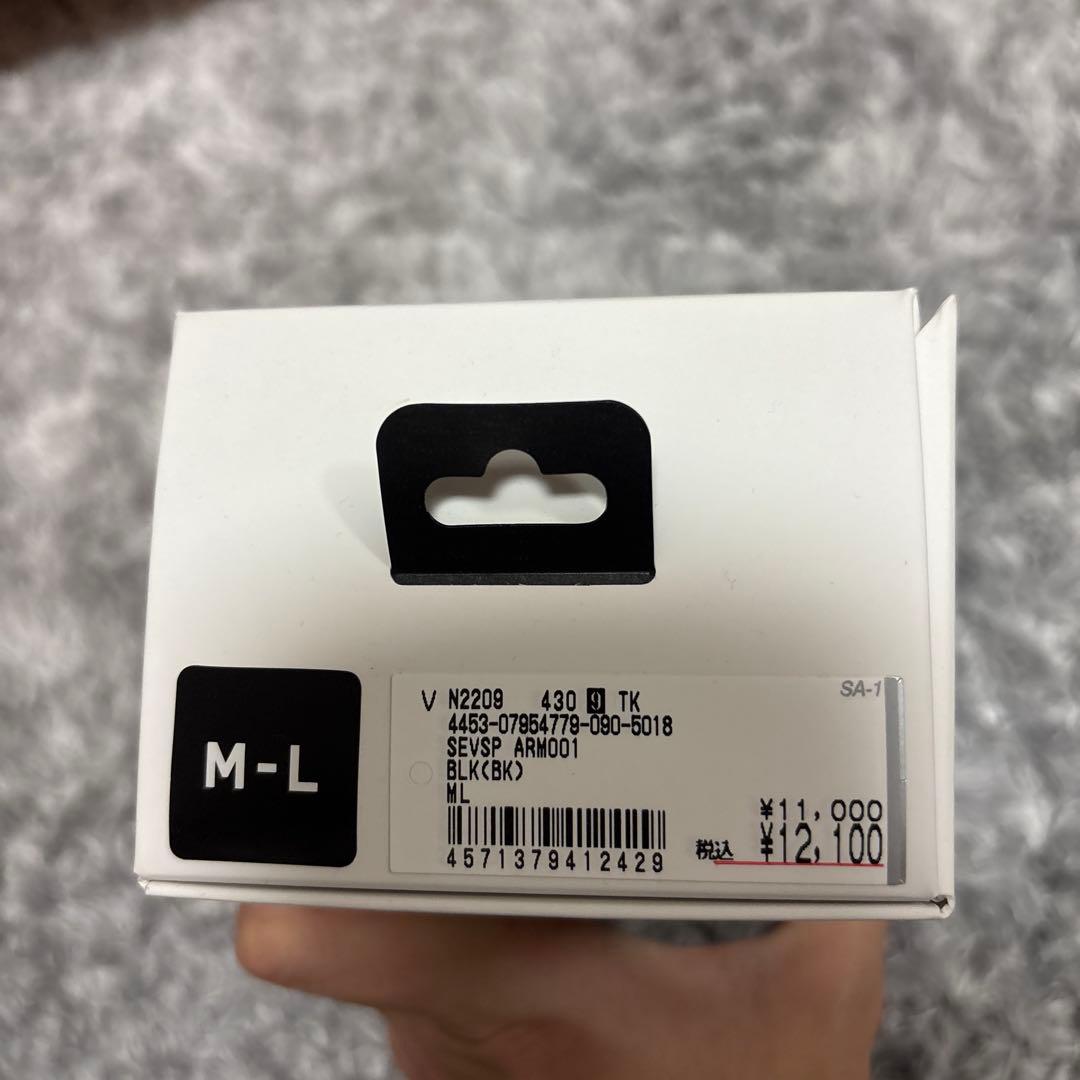 M-L
SA-1
V N2209 430 9 TK
4453-07954779-090-5018
SEVSP ARM001
BLK(BK)
ML
4571379412429
¥11,000
税込 ¥12,100